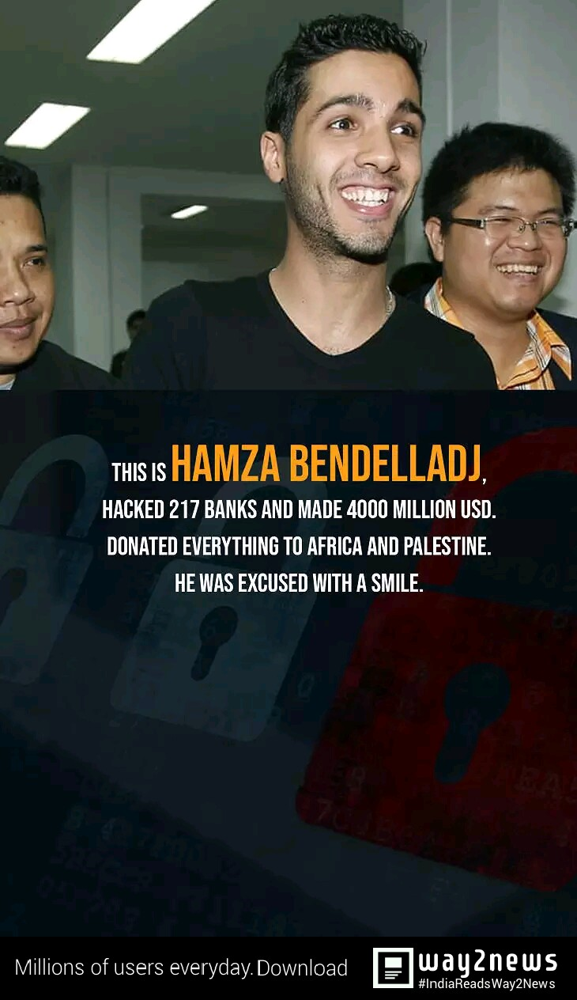 THIS IS HAMZA BENDELLADJ,
HACKED 217 BANKS AND MADE 4000 MILLION USD.
DONATED EVERYTHING TO AFRICA AND PALESTINE.
HE WAS EXCUSED WITH A SMILE.
Millions of users everyday. Download
way2news
#IndiaReadsWay2News